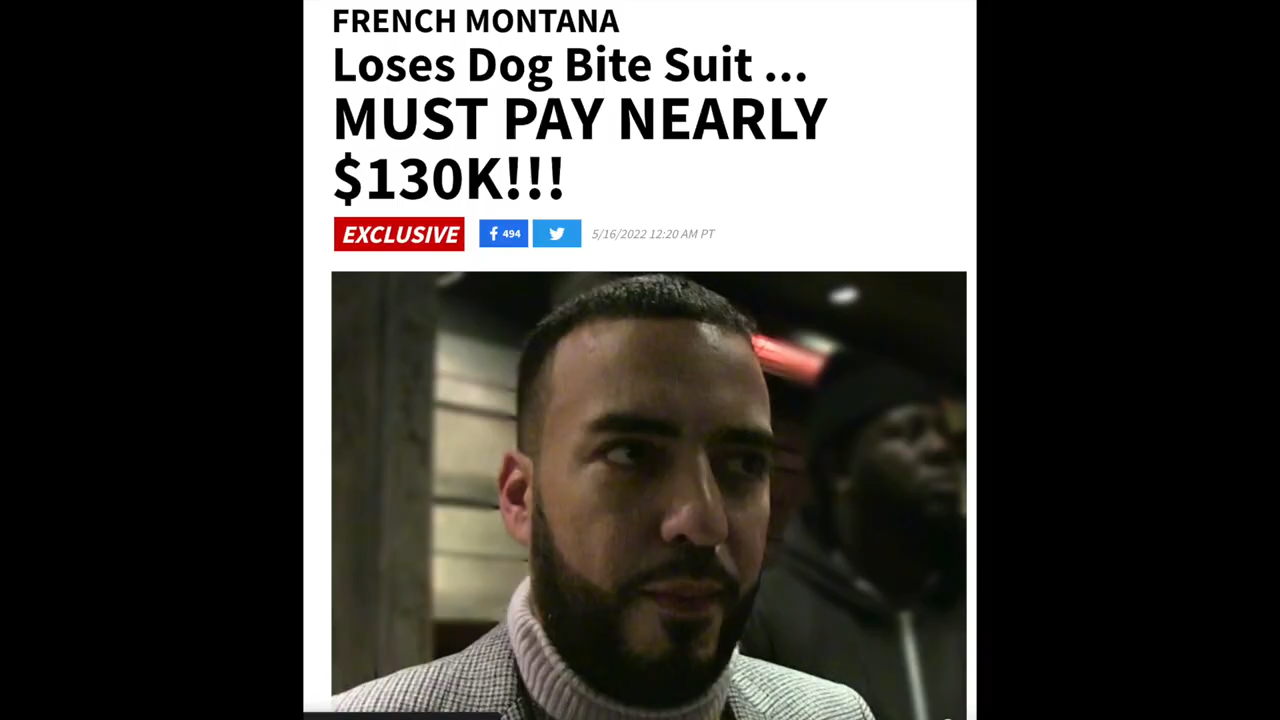 FRENCH MONTANA
Loses Dog Bite Suit ...
MUST PAY NEARLY
$130K!!!
EXCLUSIVE f 494 5/16/2022 12:20 AM PT